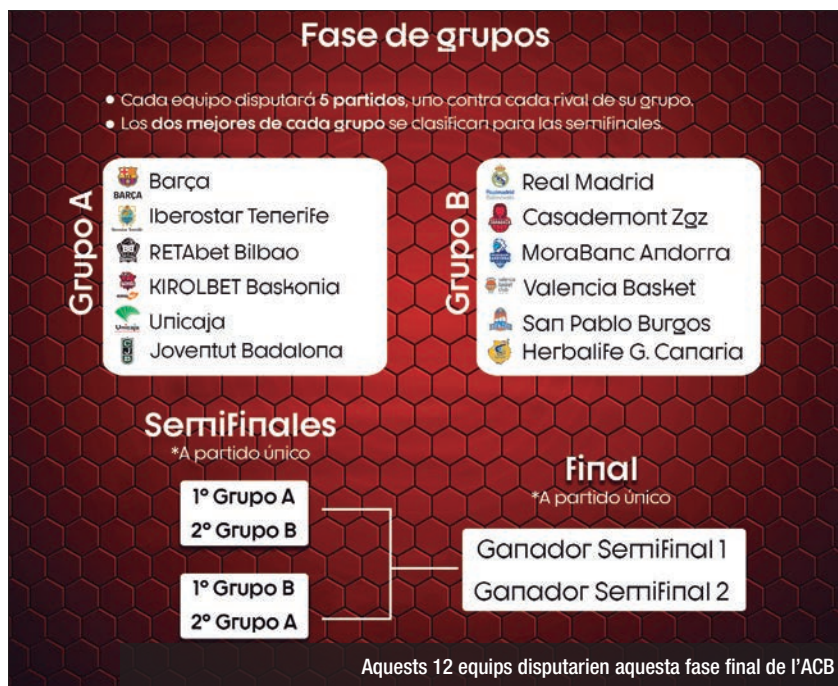 Fase de grupos
• Cada equipo disputará 5 partidos, uno contra cada rival de su grupo.
• Los dos mejores de cada grupo se clasifican para las semifinales.
Grupo A
BARÇA
Barça
Iberostar Tenerife
RETAbet Bilbao
KIROLBET Baskonia
Unicaja
Unicaja
Joventut Badalona
Grupo B
Real Madrid
Casademont Zgz
MoraBanc Andorra
Valencia Basket
San Pablo Burgos
Herbalife G. Canaria
Semifinales
*A partido único
1º Grupo A
2º Grupo B
1º Grupo B
2º Grupo A
Final
*A partido único
Ganador Semifinal 1
Ganador Semifinal 2
Aquests 12 equips disputarien aquesta fase final de l'ACB